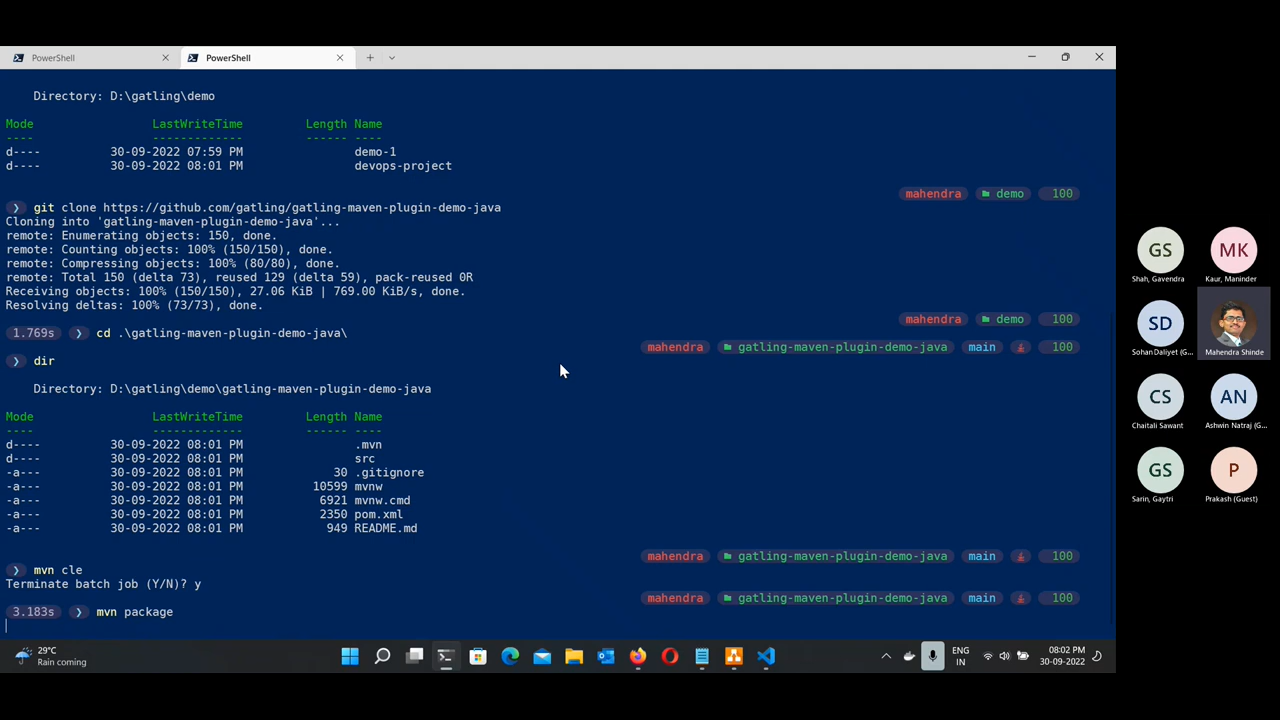 PowerShell
PowerShell
Directory: D:\gatling\demo
Mode LastWriteTime Length Name
---- ------------- ------ ----
d---- 30-09-2022 07:59 PM demo-1
d---- 30-09-2022 08:01 PM devops-project
mahendra demo 100
❯ git clone https://github.com/gatling/gatling-maven-plugin-demo-java
Cloning into 'gatling-maven-plugin-demo-java'...
remote: Enumerating objects: 150, done.
remote: Counting objects: 100% (150/150), done.
remote: Compressing objects: 100% (80/80), done.
remote: Total 150 (delta 73), reused 129 (delta 59), pack-reused 0R
Receiving objects: 100% (150/150), 27.06 KiB | 769.00 KiB/s, done.
Resolving deltas: 100% (73/73), done.
mahendra demo 100
1.769s ❯ cd .\gatling-maven-plugin-demo-java\
mahendra gatling-maven-plugin-demo-java main 100
❯ dir
Directory: D:\gatling\demo\gatling-maven-plugin-demo-java
Mode LastWriteTime Length Name
---- ------------- ------ ----
d---- 30-09-2022 08:01 PM .mvn
d---- 30-09-2022 08:01 PM src
-a--- 30-09-2022 08:01 PM 30 .gitignore
-a--- 30-09-2022 08:01 PM 10599 mvnw
-a--- 30-09-2022 08:01 PM 6921 mvnw.cmd
-a--- 30-09-2022 08:01 PM 2350 pom.xml
-a--- 30-09-2022 08:01 PM 949 README.md
mahendra gatling-maven-plugin-demo-java main 100
❯ mvn cle
Terminate batch job (Y/N)? y
mahendra gatling-maven-plugin-demo-java main 100
3.183s ❯ mvn package
29°C
Rain coming
ENG
IN
08:02 PM
30-09-2022
GS
Shah, Gavendra
MK
Kaur, Maninder
SD
Sohan Daliyet (G...
Mahendra Shinde
CS
Chaitali Sawant
AN
Ashwin Natraj (G...
GS
Sarin, Gaytri
P
Prakash (Guest)